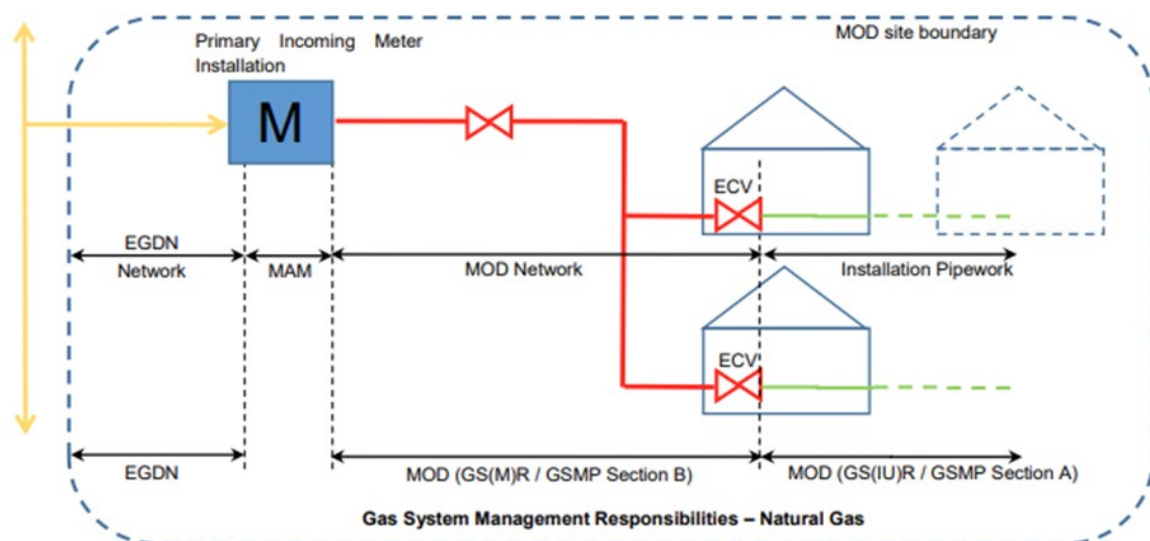 Primary Incoming Meter
Installation
MOD site boundary
M
ECV
EGDN
Network
MAM
MOD Network
Installation Pipework
ECV
EGDN
MOD (GS(M)R / GSMP Section B)
MOD (GS(IU)R / GSMP Section A)
Gas System Management Responsibilities – Natural Gas